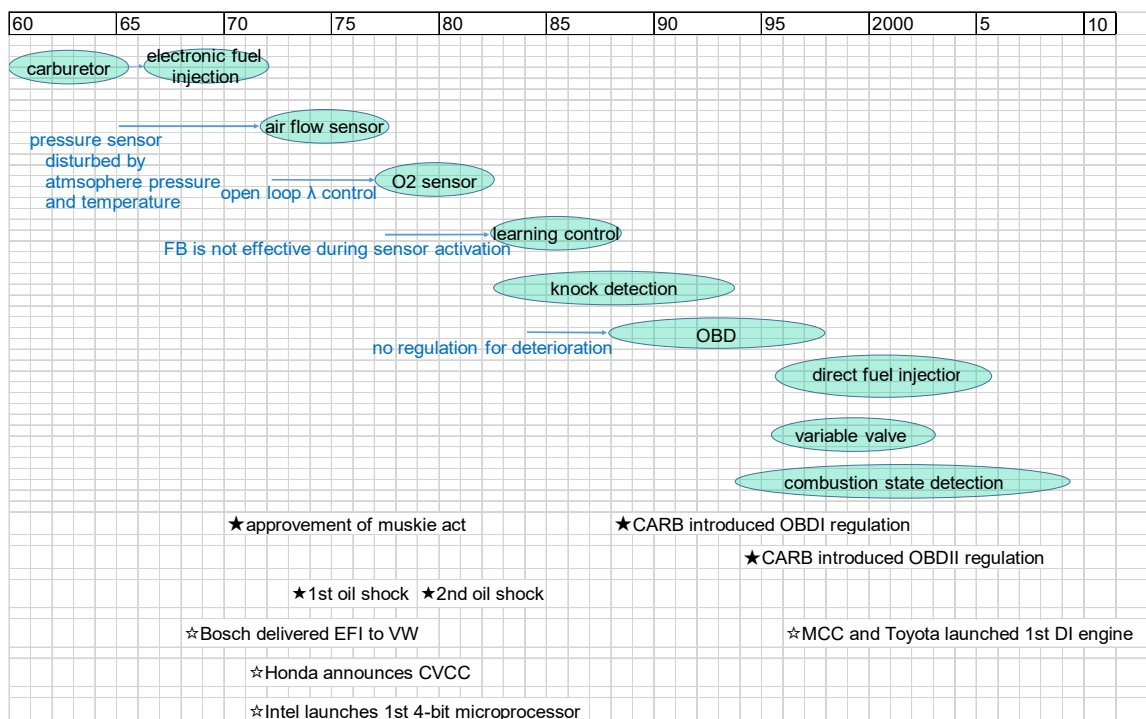 60 65 70 75 80 85 90 95 2000 5 10
carburetor
electronic fuel
injection
air flow sensor
pressure sensor
disturbed by
atmsophere pressure
and temperature
O2 sensor
open loop λ control
learning control
FB is not effective during sensor activation
knock detection
OBD
no regulation for deterioration
direct fuel injection
variable valve
combustion state detection
★approvement of muskie act
★CARB introduced OBDI regulation
★CARB introduced OBDII regulation
★1st oil shock
★2nd oil shock
☆Bosch delivered EFI to VW
☆MCC and Toyota launched 1st DI engine
☆Honda announces CVCC
☆Intel launches 1st 4-bit microprocessor